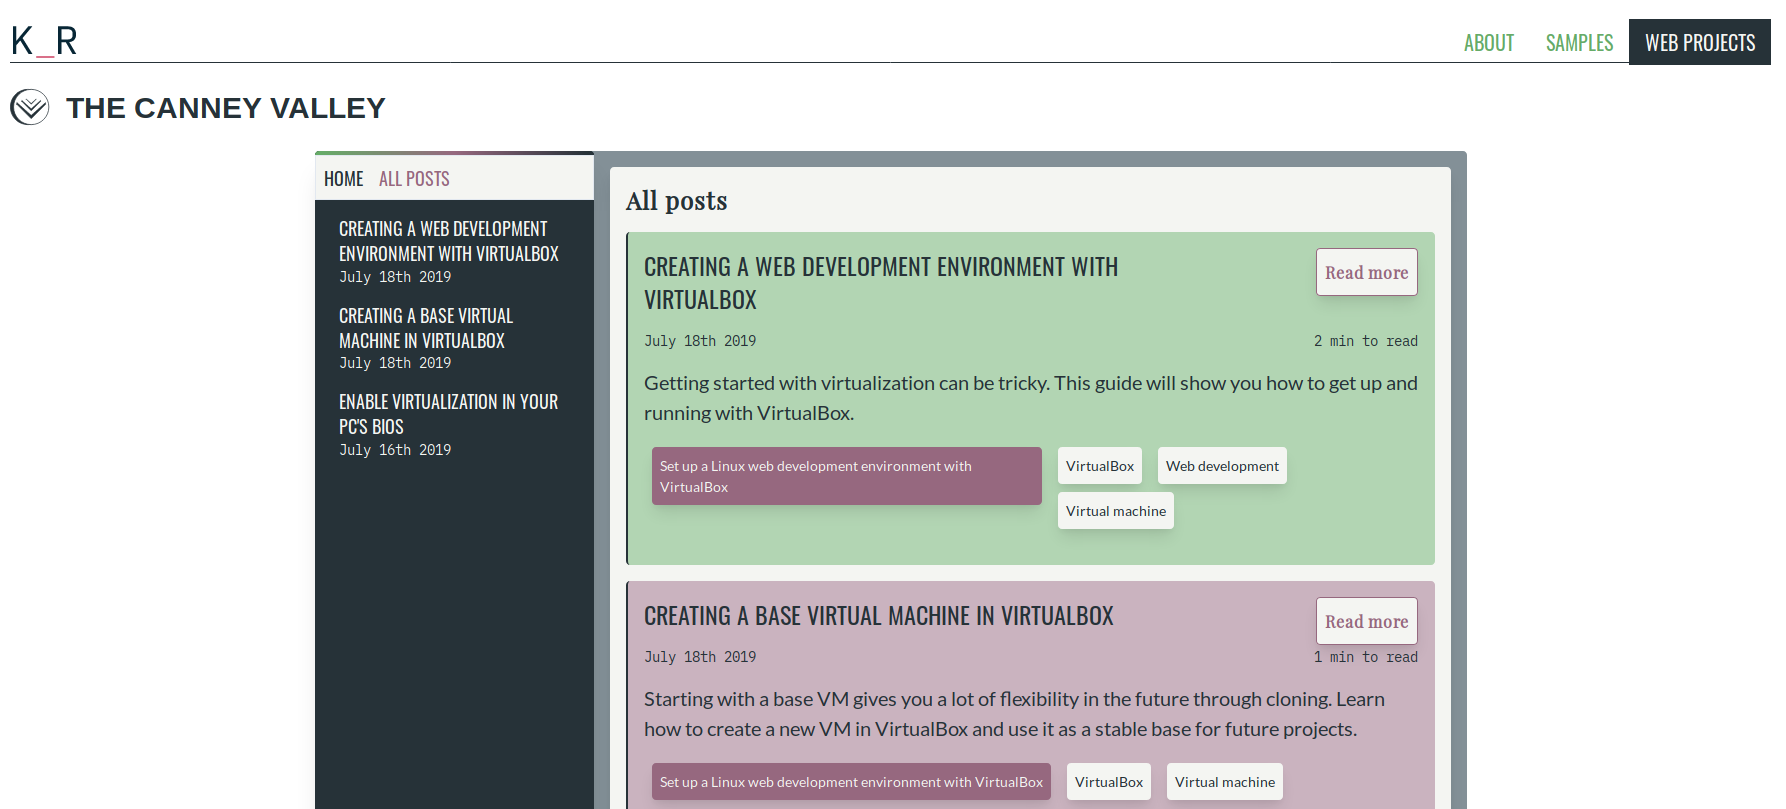 K_R
ABOUT SAMPLES WEB PROJECTS
THE CANNEY VALLEY
HOME ALL POSTS
CREATING A WEB DEVELOPMENT
ENVIRONMENT WITH VIRTUALBOX
July 18th 2019
CREATING A BASE VIRTUAL
MACHINE IN VIRTUALBOX
July 18th 2019
ENABLE VIRTUALIZATION IN YOUR
PC'S BIOS
July 16th 2019
All posts
CREATING A WEB DEVELOPMENT ENVIRONMENT WITH
VIRTUALBOX
Read more
July 18th 2019
2 min to read
Getting started with virtualization can be tricky. This guide will show you how to get up and
running with VirtualBox.
Set up a Linux web development environment with
VirtualBox
VirtualBox
Web development
Virtual machine
CREATING A BASE VIRTUAL MACHINE IN VIRTUALBOX
Read more
July 18th 2019
1 min to read
Starting with a base VM gives you a lot of flexibility in the future through cloning. Learn
how to create a new VM in VirtualBox and use it as a stable base for future projects.
Set up a Linux web development environment with VirtualBox
VirtualBox
Virtual machine